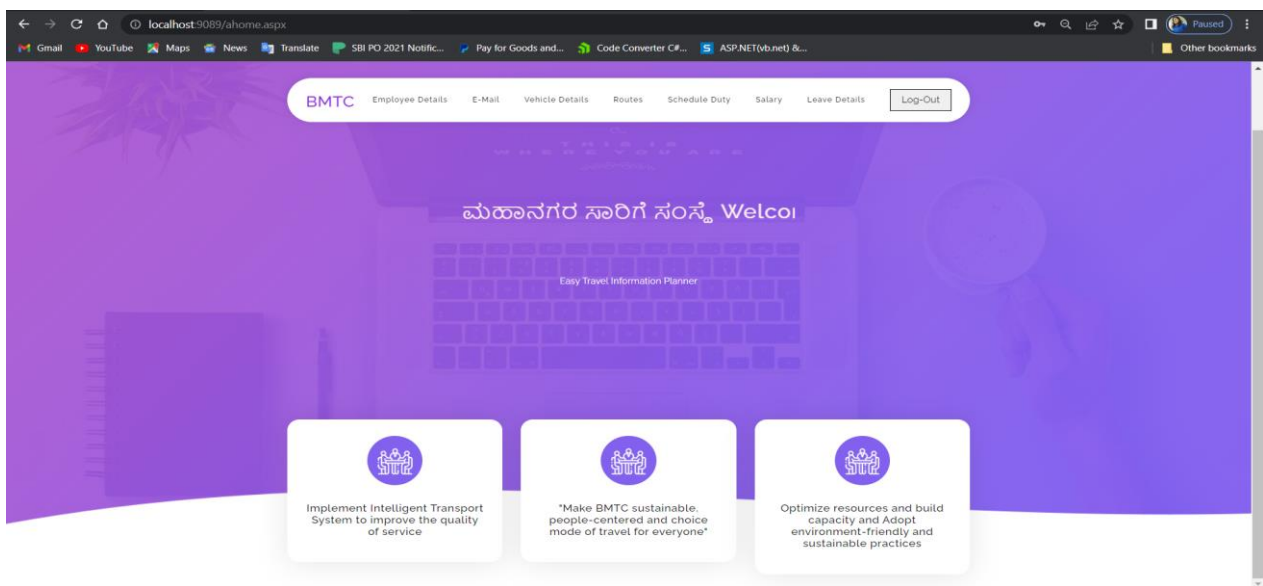 localhost:9089/ahome.aspx
Paused
Gmail YouTube Maps News Translate SBI PO 2021 Notific... Pay for Goods and... Code Converter C#... ASP.NET(vb.net) &... Other bookmarks
BMTC Employee Details E-Mail Vehicle Details Routes Schedule Duty Salary Leave Details Log-Out
ಮಹಾನಗರ ಸಾರಿಗೆ ಸಂಸ್ಥೆ Welcoı
Easy Travel Information Planner
Implement Intelligent Transport
System to improve the quality
of service
"Make BMTC sustainable,
people-centered and choice
mode of travel for everyone"
Optimize resources and build
capacity and Adopt
environment-friendly and
sustainable practices